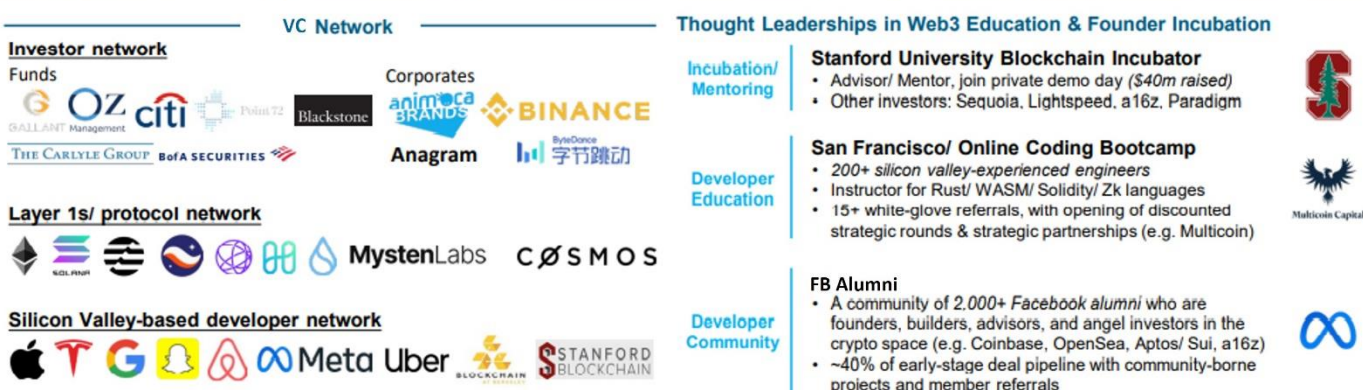 VC Network
Investor network
Funds
Corporates
GALLANT
OZ
Management
citi
Point72
Blackstone
animoca
BRANDS
BINANCE
THE CARLYLE GROUP
BofA SECURITIES
Anagram
ByteDance
字节跳动
Layer 1s/ protocol network
SOLANA
MystenLabs
CØSMOS
Silicon Valley-based developer network
Meta
Uber
BLOCKCHAIN
AT BERKELEY
STANFORD
BLOCKCHAIN
Thought Leaderships in Web3 Education & Founder Incubation
Incubation/
Mentoring
Stanford University Blockchain Incubator
• Advisor/ Mentor, join private demo day ($40m raised)
• Other investors: Sequoia, Lightspeed, a16z, Paradigm
Developer
Education
San Francisco/ Online Coding Bootcamp
• 200+ silicon valley-experienced engineers
• Instructor for Rust/ WASM/ Solidity/ Zk languages
• 15+ white-glove referrals, with opening of discounted
strategic rounds & strategic partnerships (e.g. Multicoin)
Multicoin Capital
Developer
Community
FB Alumni
• A community of 2,000+ Facebook alumni who are
founders, builders, advisors, and angel investors in the
crypto space (e.g. Coinbase, OpenSea, Aptos/ Sui, a16z)
• ~40% of early-stage deal pipeline with community-borne
projects and member referrals